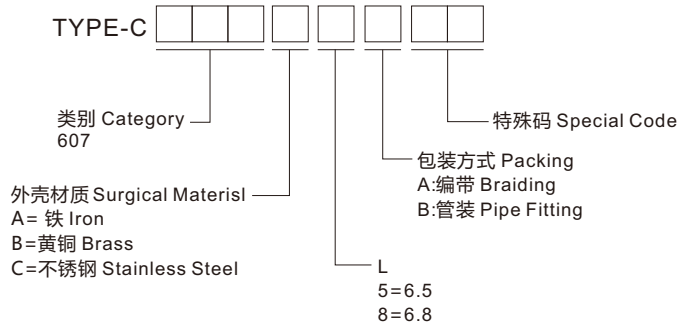 TYPE-C
类别 Category
607
特殊码 Special Code
包装方式 Packing
A:编带 Braiding
B:管装 Pipe Fitting
外壳材质 Surgical Materisl
A= 铁 Iron
B=黄铜 Brass
C=不锈钢 Stainless Steel
L
5=6.5
8=6.8